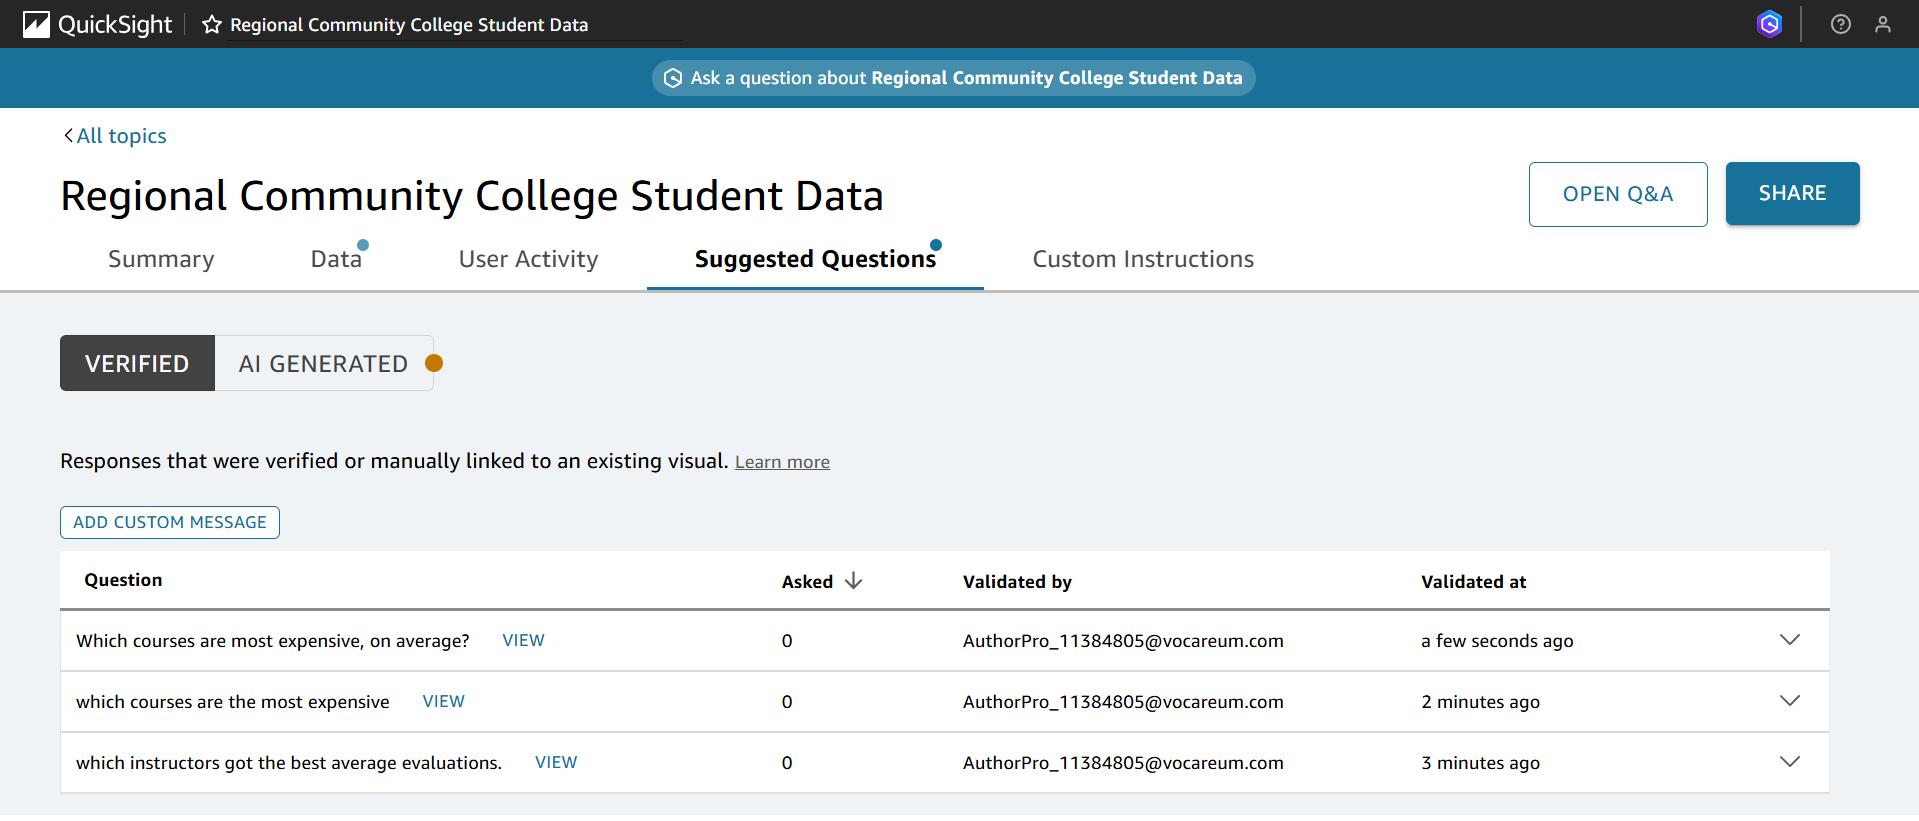 QuickSight Regional Community College Student Data
Ask a question about Regional Community College Student Data
All topics
Regional Community College Student Data
OPEN Q&A
SHARE
Summary Data User Activity Suggested Questions Custom Instructions
VERIFIED AI GENERATED
Responses that were verified or manually linked to an existing visual. Learn more
ADD CUSTOM MESSAGE
Question Asked Validated by Validated at
Which courses are most expensive, on average? VIEW 0 AuthorPro_11384805@vocareum.com a few seconds ago
which courses are the most expensive VIEW 0 AuthorPro_11384805@vocareum.com 2 minutes ago
which instructors got the best average evaluations. VIEW 0 AuthorPro_11384805@vocareum.com 3 minutes ago